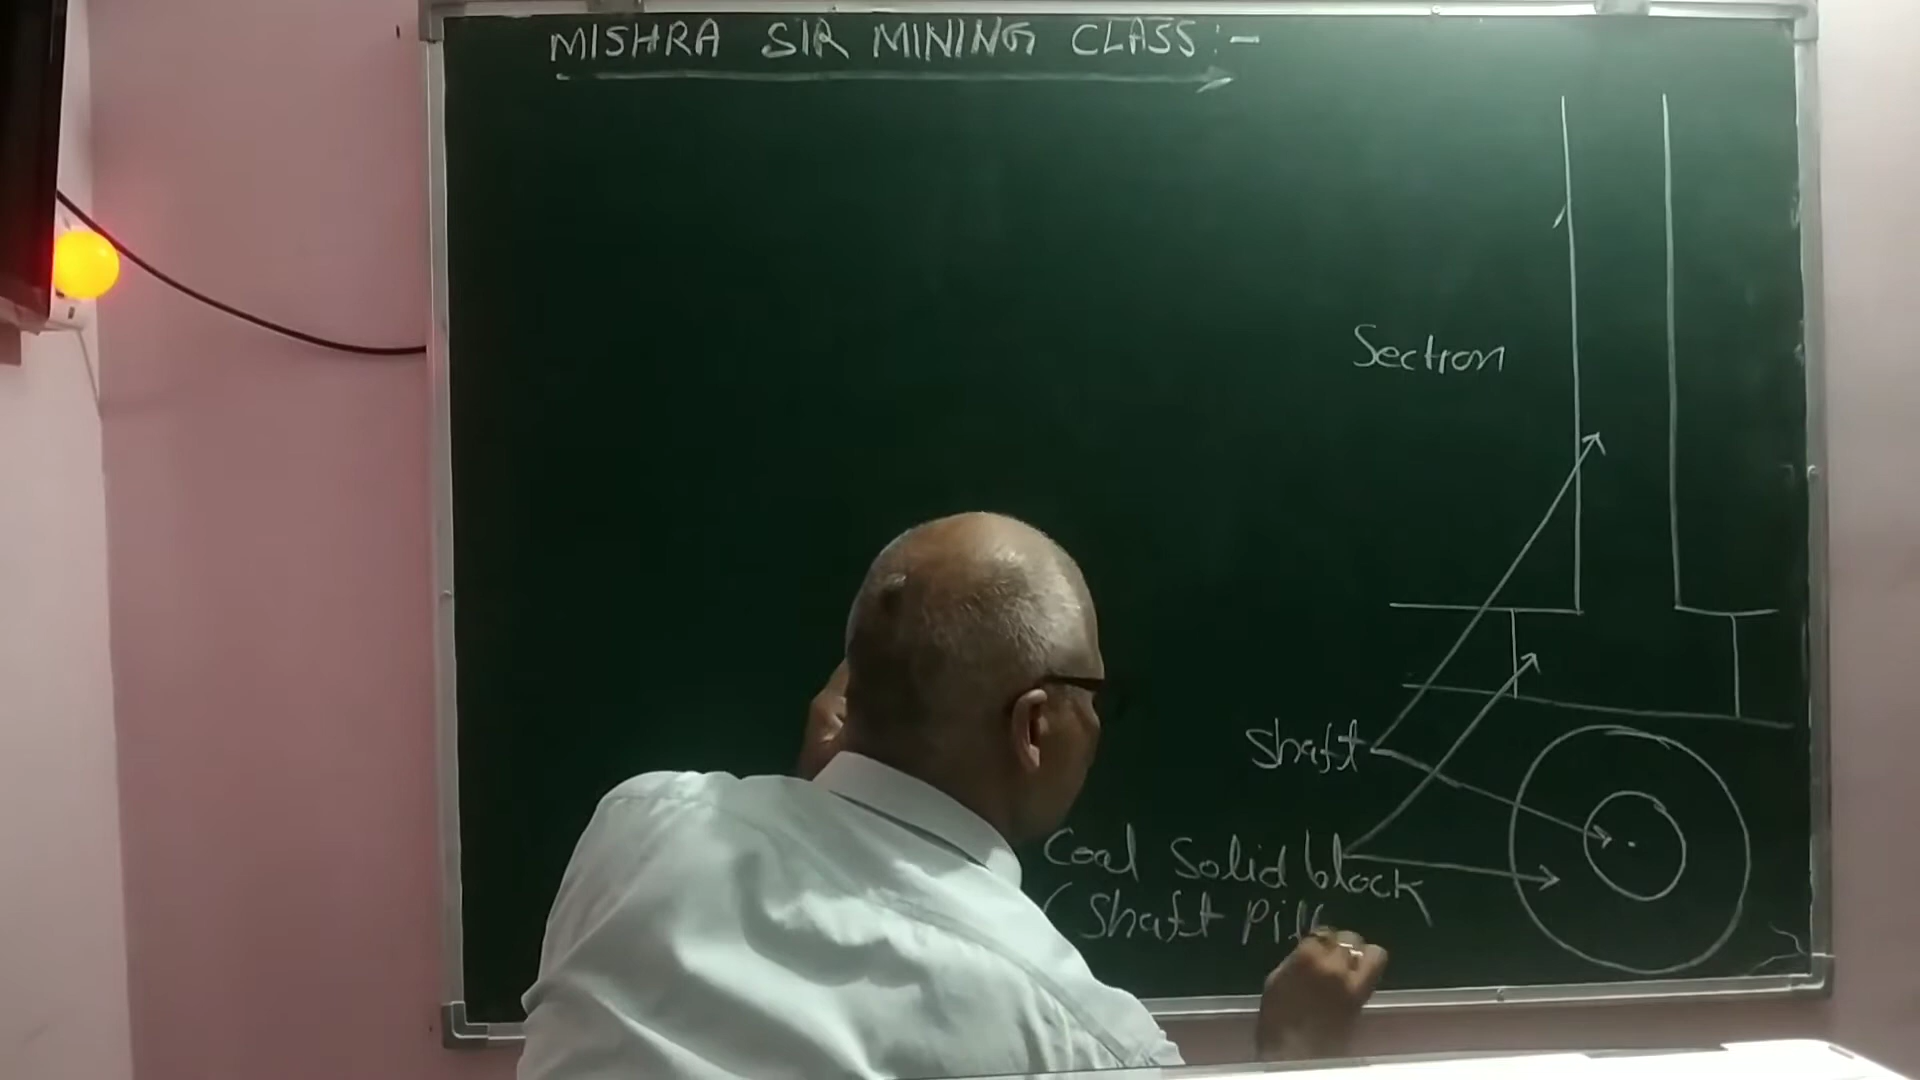 MISHRA SIR MINING CLASS:-
Section
Shaft
Coal Solid block
(Shaft Pill